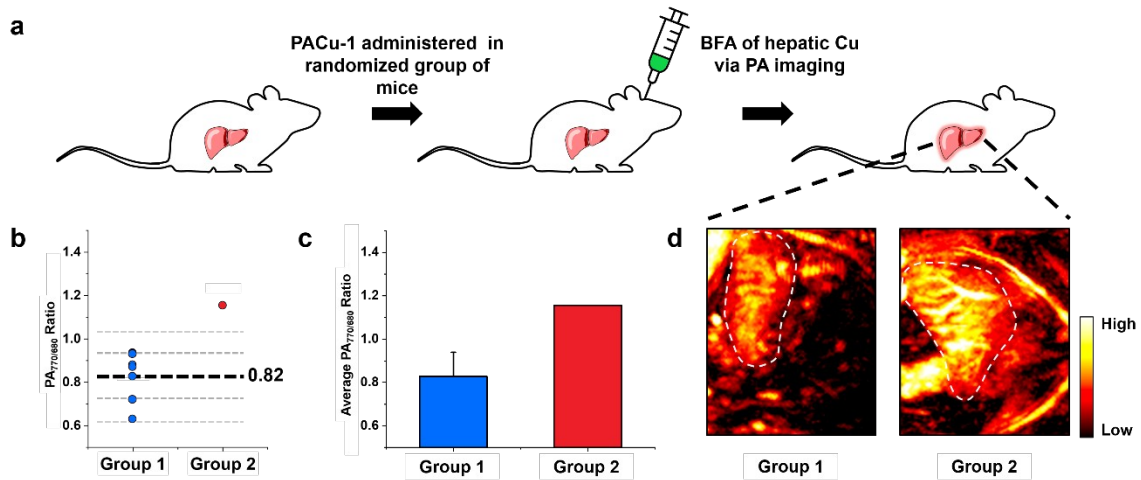 a
PACu-1 administered in
randomized group of
mice
BFA of hepatic Cu
via PA imaging
b
PA770/680 Ratio
1.4
1.2
1.0
0.8
0.6
0.82
Group 1
Group 2
c
Average PA770/680 Ratio
1.4
1.2
1.0
0.8
0.6
Group 1
Group 2
d
High
Low
Group 1
Group 2